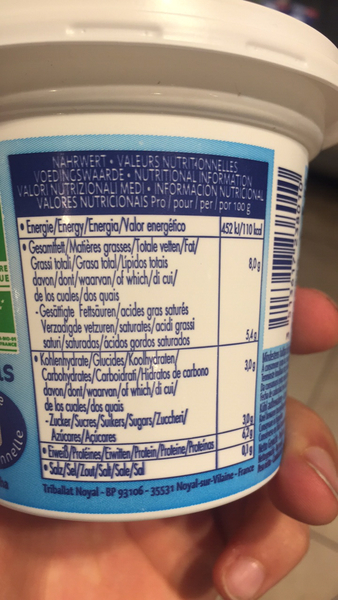 NÄHRWERT • VALEURS NUTRITIONNELLES
VOEDINGSWAARDE • NUTRITIONAL INFORMATION
VALORI NUTRIZIONALI MEDI • INFORMACIÓN NUTRICIONAL
VALORES NUTRICIONAIS Pro / pour / per / por 100 g
• Energie/Energy/Energia/Valor energético 452 kJ/110 kcal
• Gesamtfett/Matières grasses/Totale vetten/Fat/
Grassi totali/Grasa total/Lípidos totais 8,0 g
davon/dont/waarvan/of which/di cui/
de los cuales/dos quais
- Gesättigte Fettsäuren/acides gras saturés
Verzadigde vetzuren/saturates/acidi grassi
saturi/saturadas/ácidos gordos saturados 5,4 g
• Kohlenhydrate/Glucides/Koolhydraten/ 3,0 g
Carbohydrates/Carboidrati/Hidratos de carbono
davon/dont/waarvan/of which/di cui/
de los cuales/dos quais
- Zucker/Sucres/Suikers/Sugars/Zuccheri/ 3,0 g
Azúcares/Açúcares
• Eiweiß/Protéines/Eiwitten/Protein/Proteine/Proteínas 4,2 g
• Salz/Sel/Zout/Salt/Sale/Sal 0,1 g
Triballat Noyal - BP 93106 - 35531 Noyal-sur-Vilaine - France